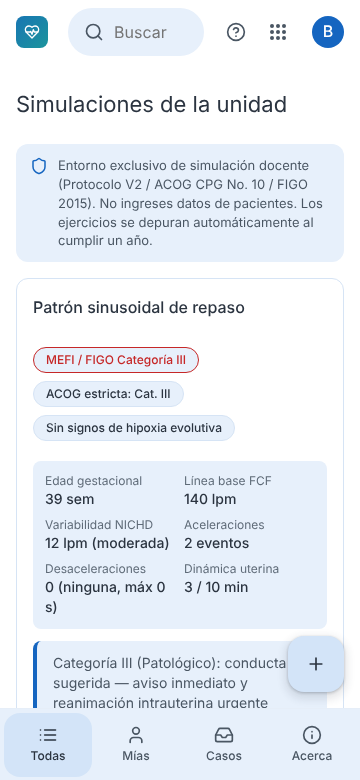 Buscar
B
Simulaciones de la unidad
Entorno exclusivo de simulación docente
(Protocolo V2 / ACOG CPG No. 10 / FIGO
2015). No ingreses datos de pacientes. Los
ejercicios se depuran automáticamente al
cumplir un año.
Patrón sinusoidal de repaso
MEFI / FIGO Categoría III
ACOG estricta: Cat. III
Sin signos de hipoxia evolutiva
Edad gestacional
39 sem
Línea base FCF
140 lpm
Variabilidad NICHD
12 lpm (moderada)
Aceleraciones
2 eventos
Desaceleraciones
0 (ninguna, máx 0
s)
Dinámica uterina
3 / 10 min
Categoría III (Patológico): conducta
sugerida — aviso inmediato y
reanimación intrauterina urgente
Todas
Mías
Casos
Acerca